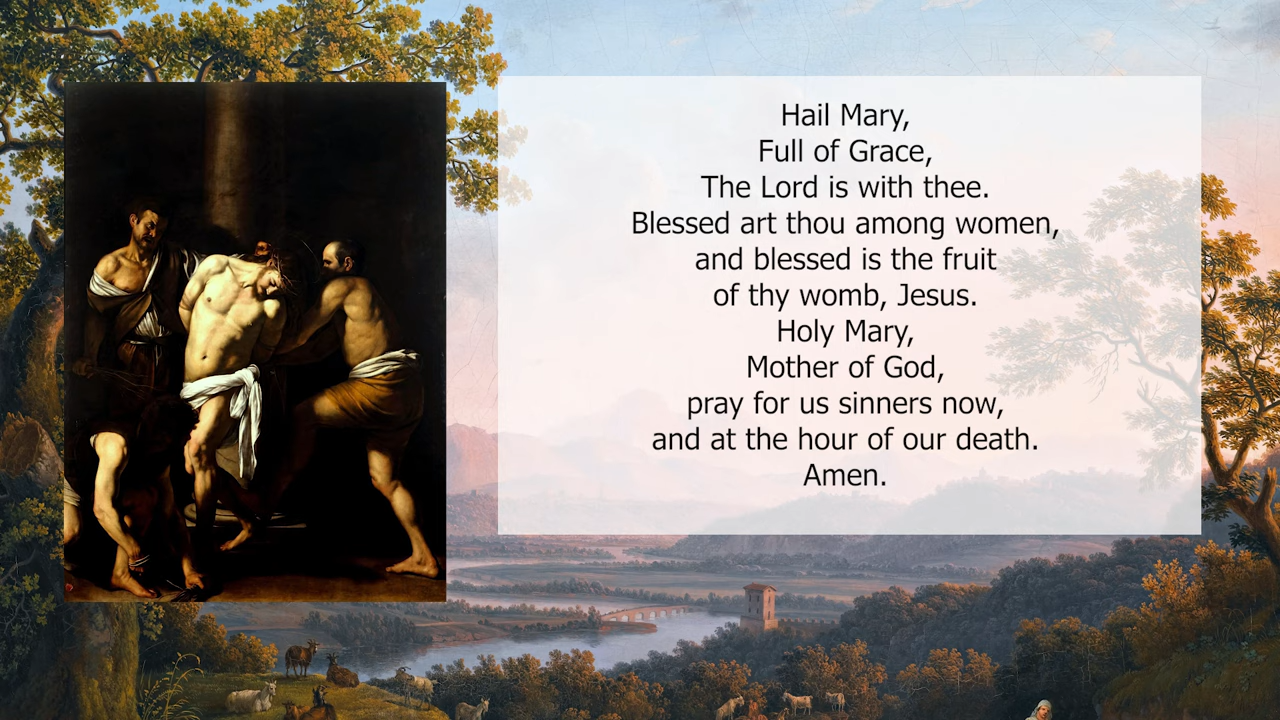 Hail Mary,
Full of Grace,
The Lord is with thee.
Blessed art thou among women,
and blessed is the fruit
of thy womb, Jesus.
Holy Mary,
Mother of God,
pray for us sinners now,
and at the hour of our death.
Amen.